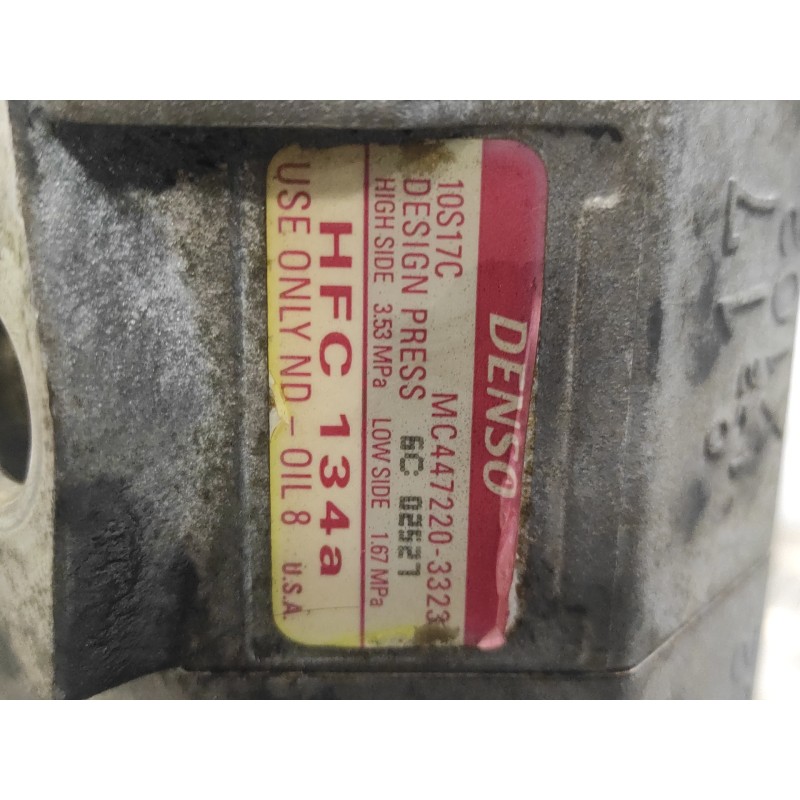 DENSO
10S17C MC447220-3323
DESIGN PRESS 6C 02527
HIGH SIDE 3.53 MPa LOW SIDE 1.67 MPa
HFC 134a
USE ONLY ND-OIL 8 U.S.A.